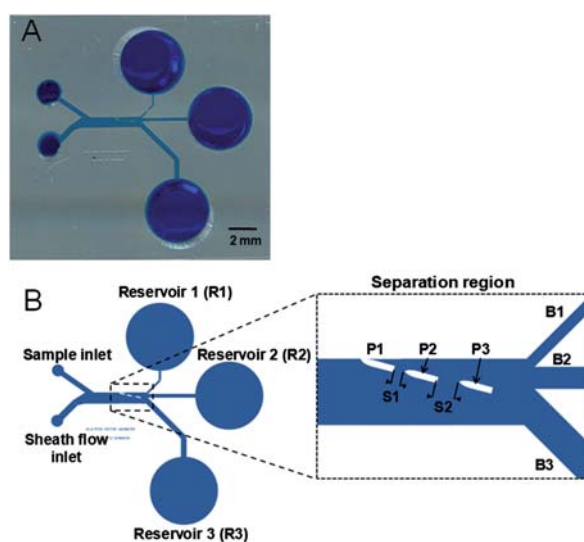 A
2 mm
B
Reservoir 1 (R1)
Sample inlet
Reservoir 2 (R2)
Sheath flow
inlet
Reservoir 3 (R3)
Separation region
B1
P1 P2 P3
B2
S1 S2
B3